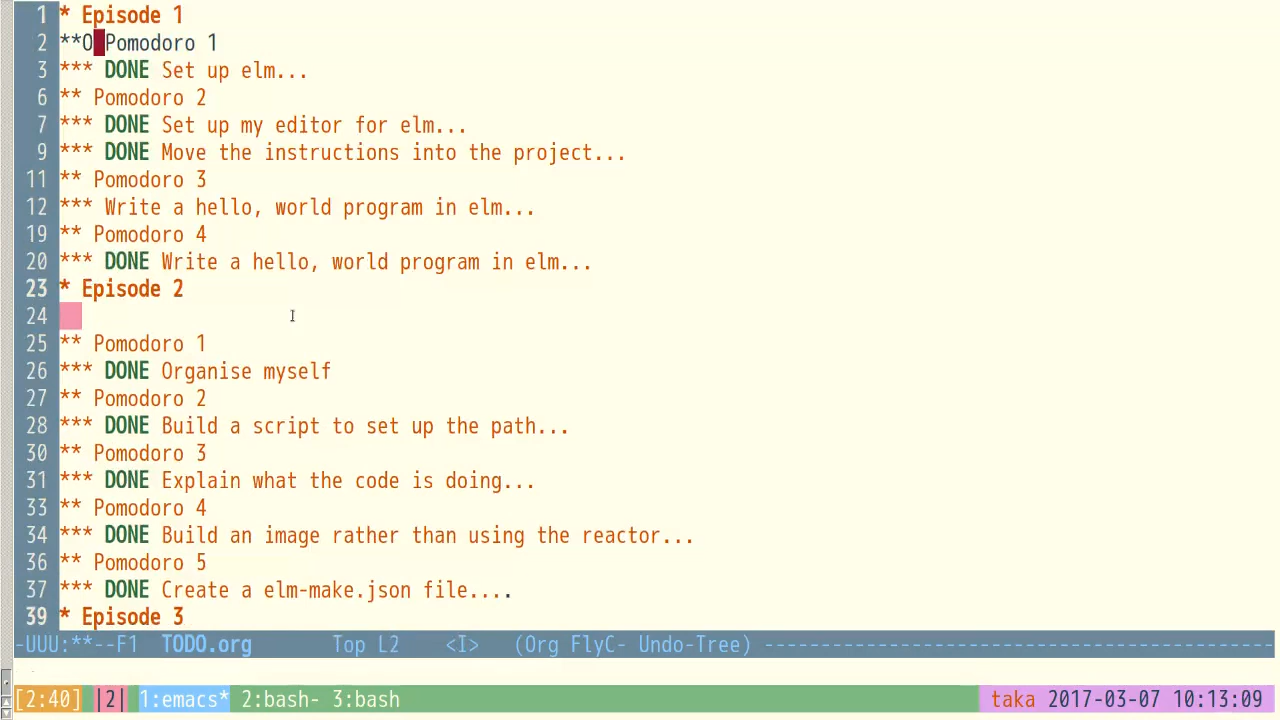 1 * Episode 1
2 **O Pomodoro 1
3 *** DONE Set up elm...
6 ** Pomodoro 2
7 *** DONE Set up my editor for elm...
9 *** DONE Move the instructions into the project...
11 ** Pomodoro 3
12 *** Write a hello, world program in elm...
19 ** Pomodoro 4
20 *** DONE Write a hello, world program in elm...
23 * Episode 2
24
25 ** Pomodoro 1
26 *** DONE Organise myself
27 ** Pomodoro 2
28 *** DONE Build a script to set up the path...
30 ** Pomodoro 3
31 *** DONE Explain what the code is doing...
33 ** Pomodoro 4
34 *** DONE Build an image rather than using the reactor...
36 ** Pomodoro 5
37 *** DONE Create a elm-make.json file....
39 * Episode 3
-UUU:**--F1 TODO.org Top L2 <I> (Org FlyC- Undo-Tree) ---------------------------------------------
[2:40] |2| 1:emacs* 2:bash- 3:bash taka 2017-03-07 10:13:09